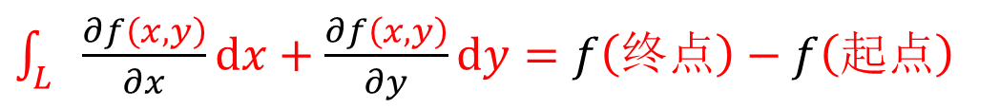 ∫_L ∂f(x,y)/∂x dx + ∂f(x,y)/∂y dy = f(终点) − f(起点)